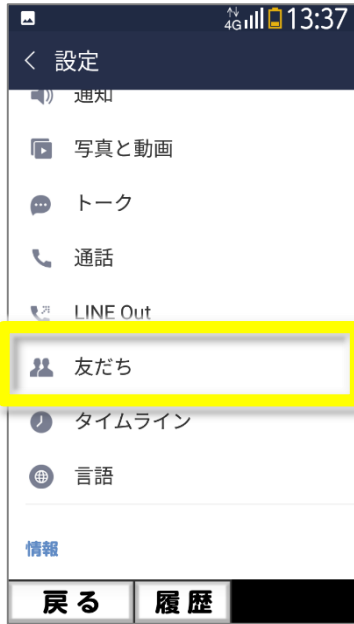 4G 13:37
設定
通知
写真と動画
トーク
通話
LINE Out
友だち
タイムライン
言語
情報
戻る 履歴